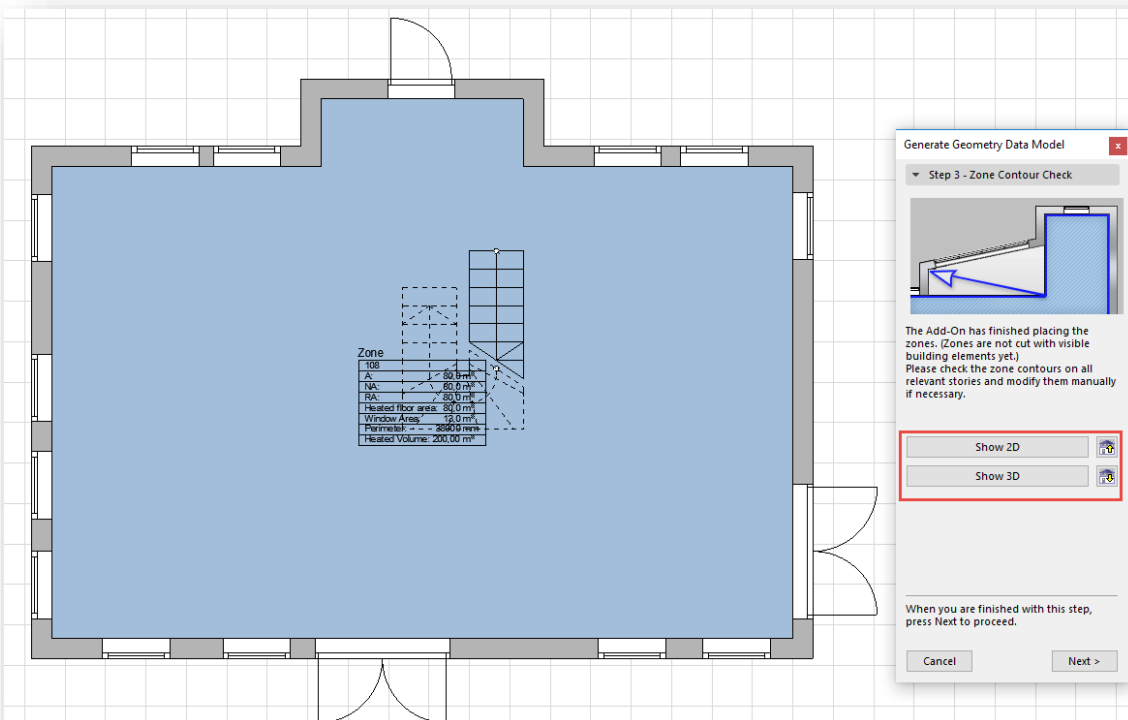 Generate Geometry Data Model
x
Step 3 - Zone Contour Check
The Add-On has finished placing the
zones. (Zones are not cut with visible
building elements yet.)
Please check the zone contours on all
relevant stories and modify them manually
if necessary.
Show 2D
Show 3D
When you are finished with this step,
press Next to proceed.
Cancel
Next >
Zone
108
A: 80,0 m²
NA: 80,0 m²
RA: 80,0 m²
Heated floor area: 80,0 m²
Window Area: m²
Perimeter: mm
Heated Volume: 200,00 m³